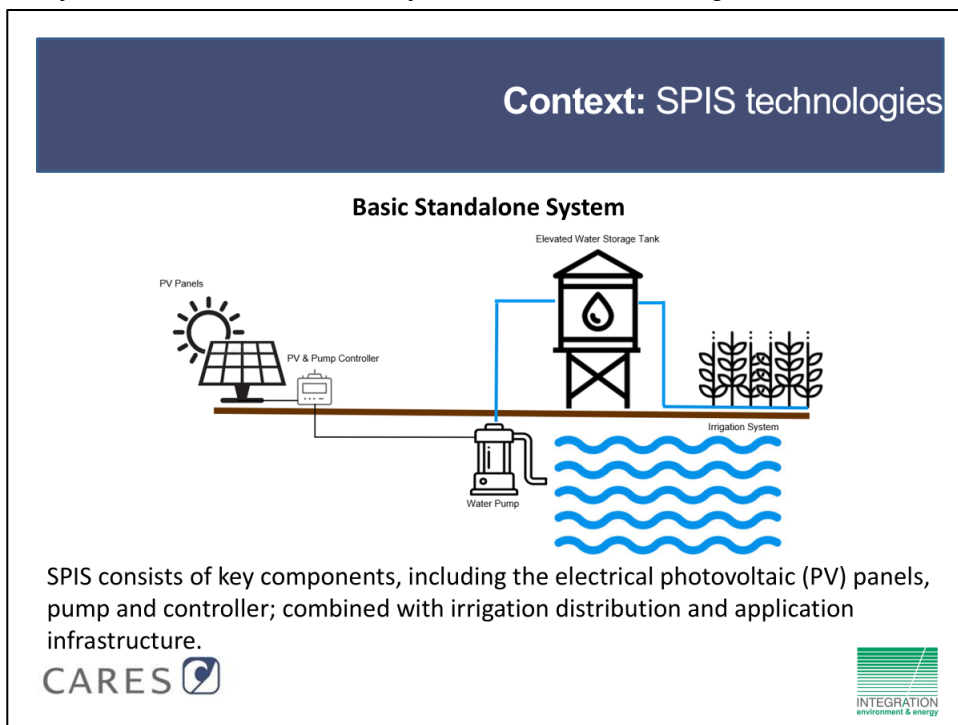 Context: SPIS technologies
Basic Standalone System
Elevated Water Storage Tank
PV Panels
PV & Pump Controller
Irrigation System
Water Pump
SPIS consists of key components, including the electrical photovoltaic (PV) panels,
pump and controller; combined with irrigation distribution and application
infrastructure.
CARES
INTEGRATION
environment & energy